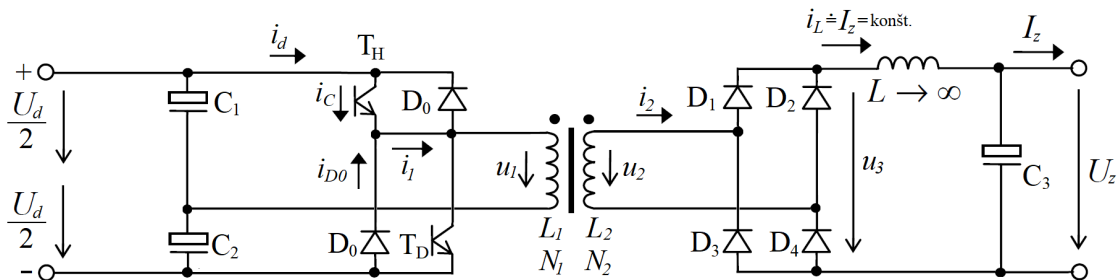 i_d
T_H
i_L ≐ I_z = konšt.
I_z
+
U_d
2
C_1
i_C
D_0
D_1
D_2
L → ∞
i_2
i_1
i_D0
u_1
u_2
u_3
C_3
U_z
U_d
2
C_2
D_0
T_D
L_1
L_2
N_1
N_2
D_3
D_4
-